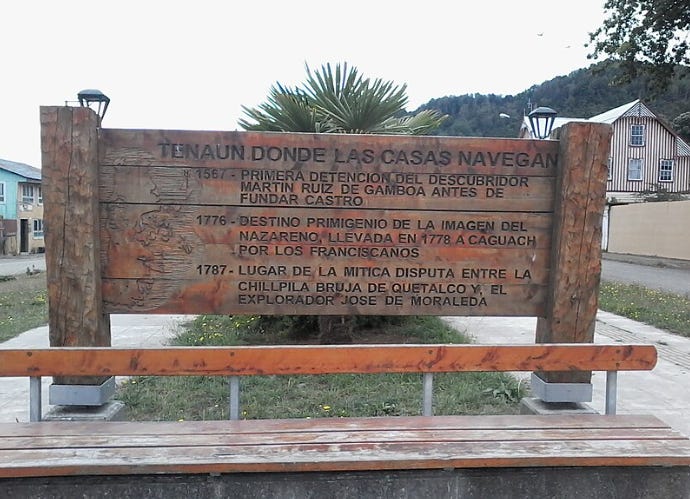 TENAUN DONDE LAS CASAS NAVEGAN
1567 - PRIMERA DETENCION DEL DESCUBRIDOR
MARTIN RUIZ DE GAMBOA ANTES DE
FUNDAR CASTRO
1776 - DESTINO PRIMIGENIO DE LA IMAGEN DEL
NAZARENO, LLEVADA EN 1778 A CAGUACH
POR LOS FRANCISCANOS
1787 - LUGAR DE LA MITICA DISPUTA ENTRE LA
CHILLPILA BRUJA DE QUETALCO Y, EL
EXPLORADOR JOSE DE MORALEDA